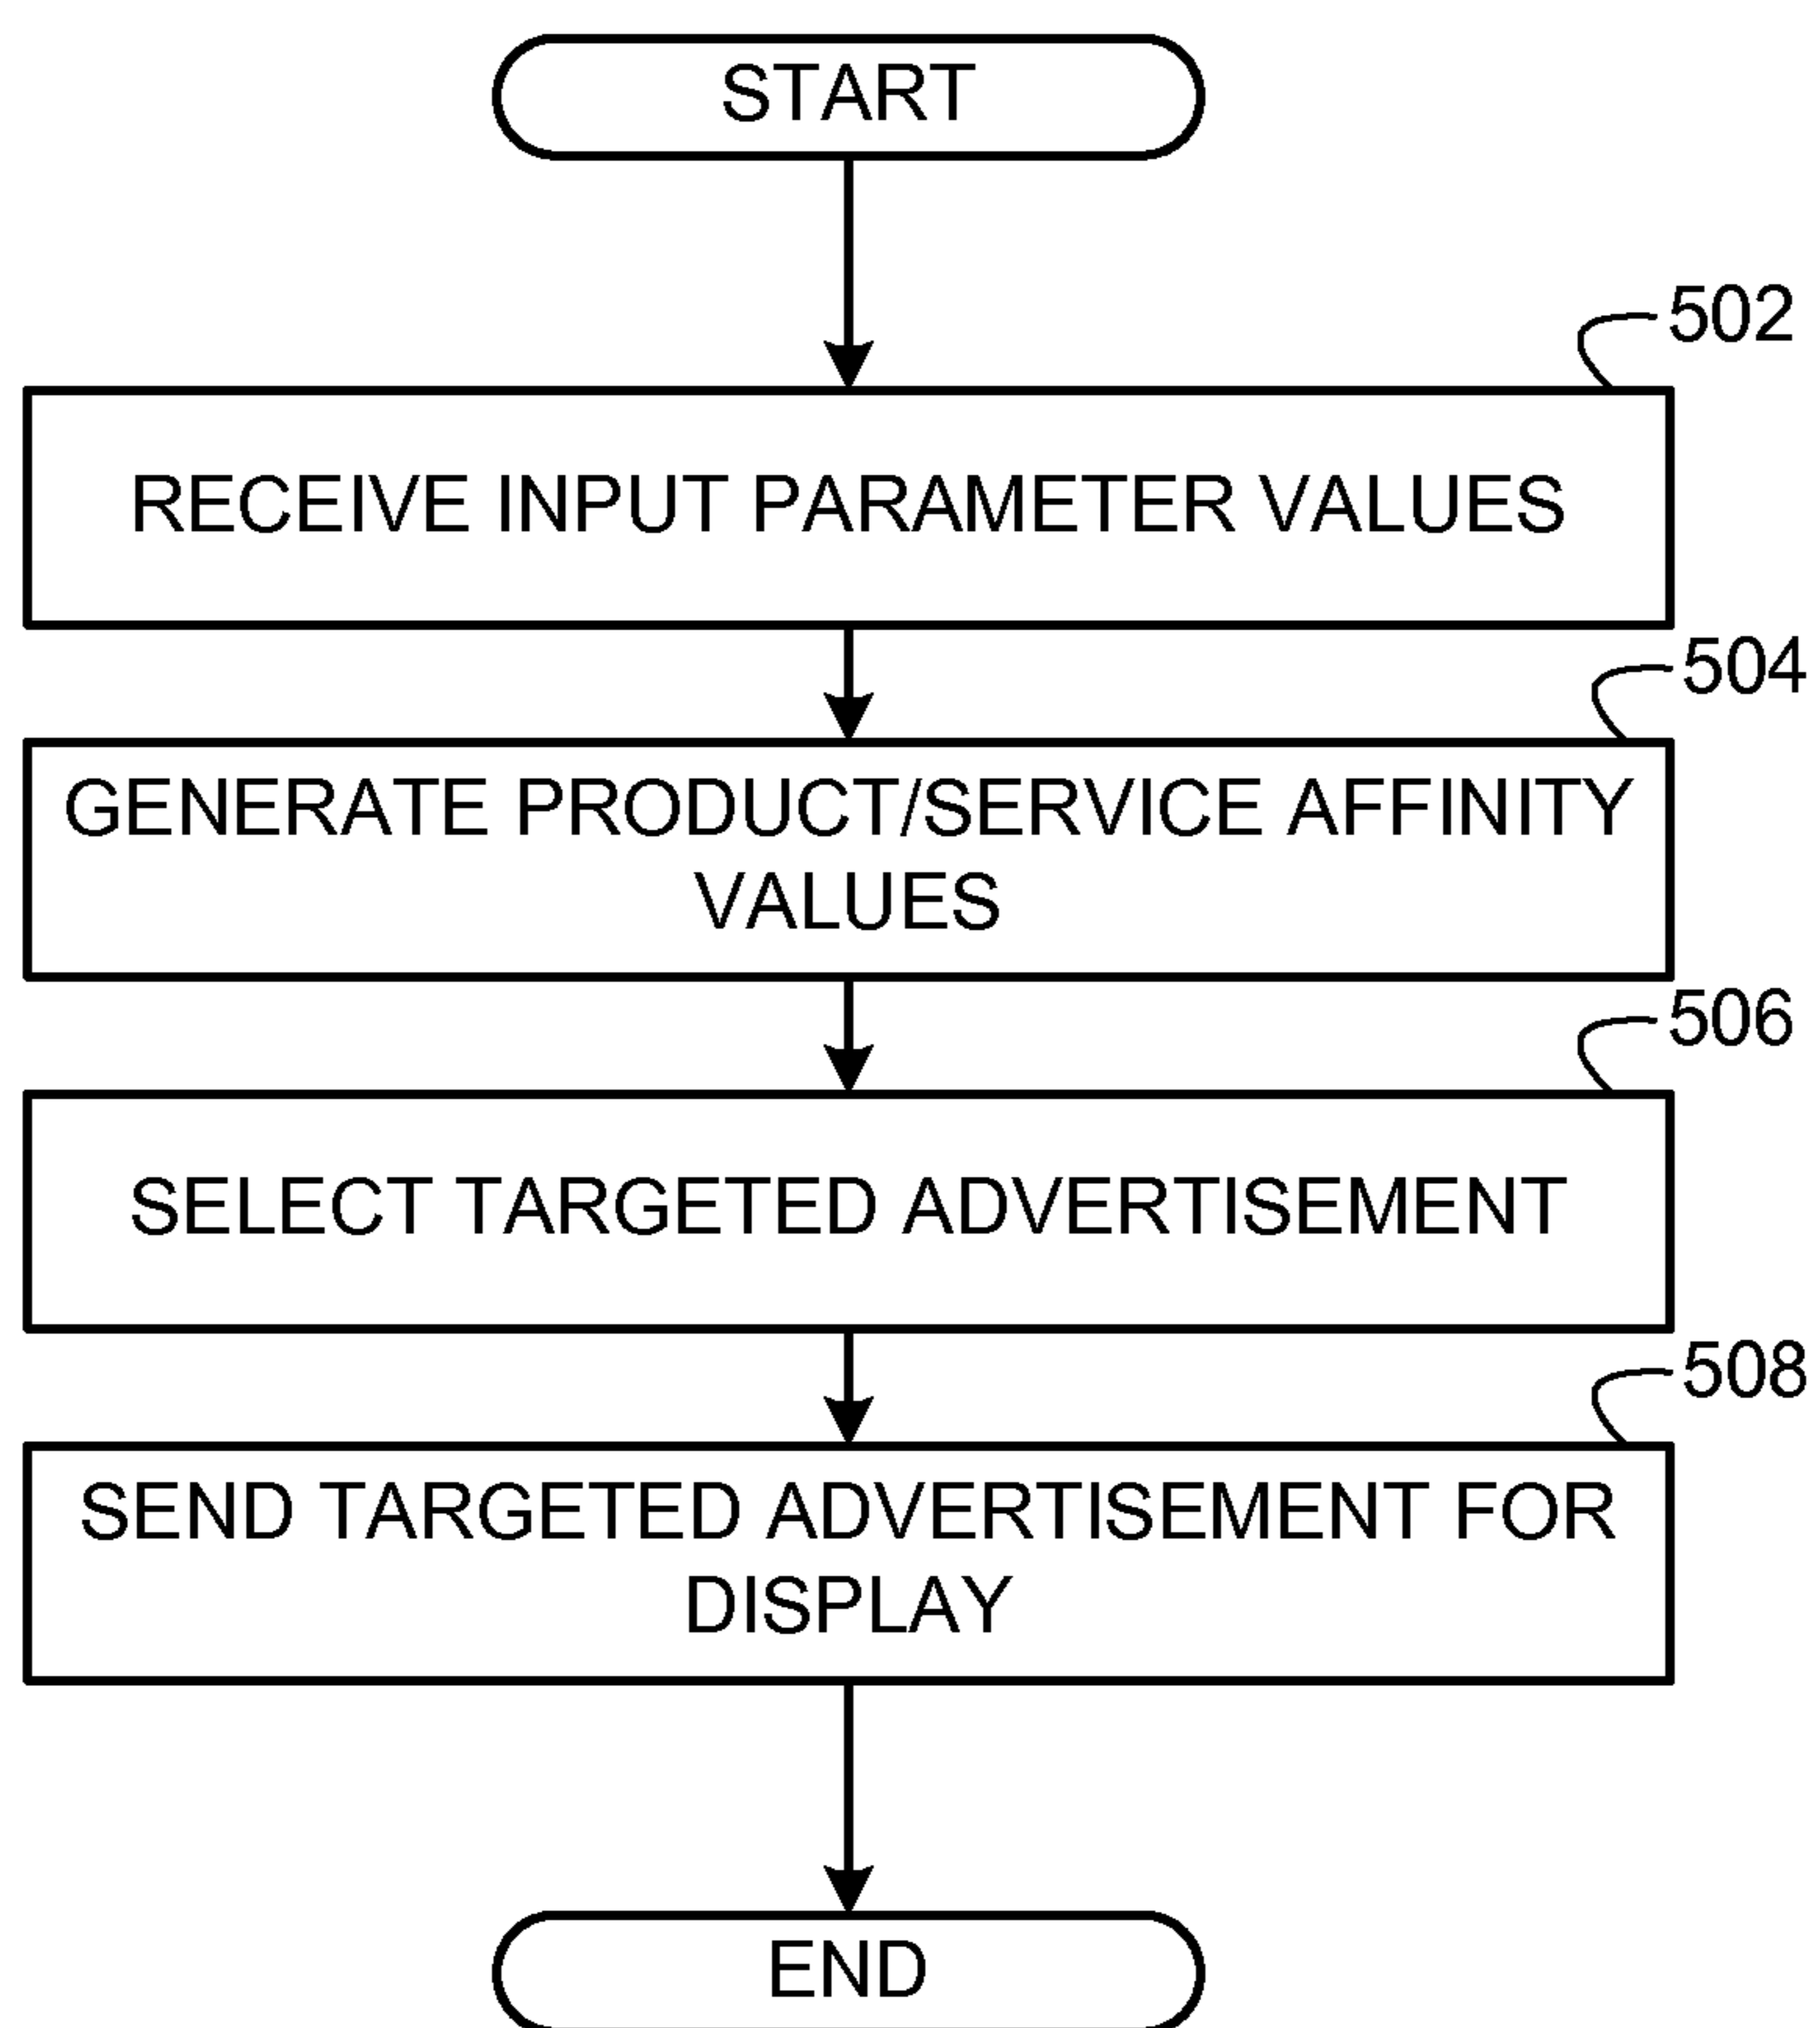 START
502
RECEIVE INPUT PARAMETER VALUES
504
GENERATE PRODUCT/SERVICE AFFINITY
VALUES
506
SELECT TARGETED ADVERTISEMENT
508
SEND TARGETED ADVERTISEMENT FOR
DISPLAY
END